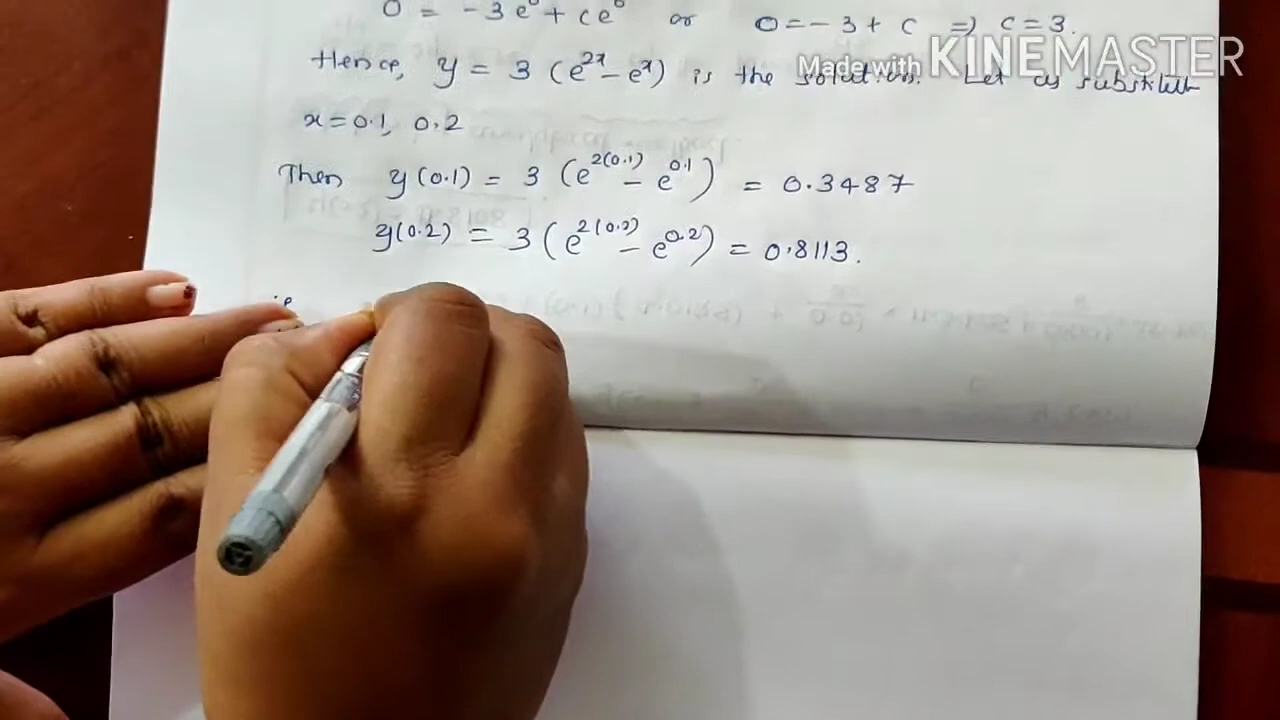 0 = -3e⁰ + ce⁰ or 0 = -3 + c ⇒ c = 3.
Made with KINEMASTER
Hence, y = 3 (e^{2x} - e^{x}) is the solution. Let us substitute
x = 0.1, 0.2
Then y(0.1) = 3 (e^{2(0.1)} - e^{0.1}) = 0.3487
y(0.2) = 3 (e^{2(0.2)} - e^{0.2}) = 0.8113.
ie